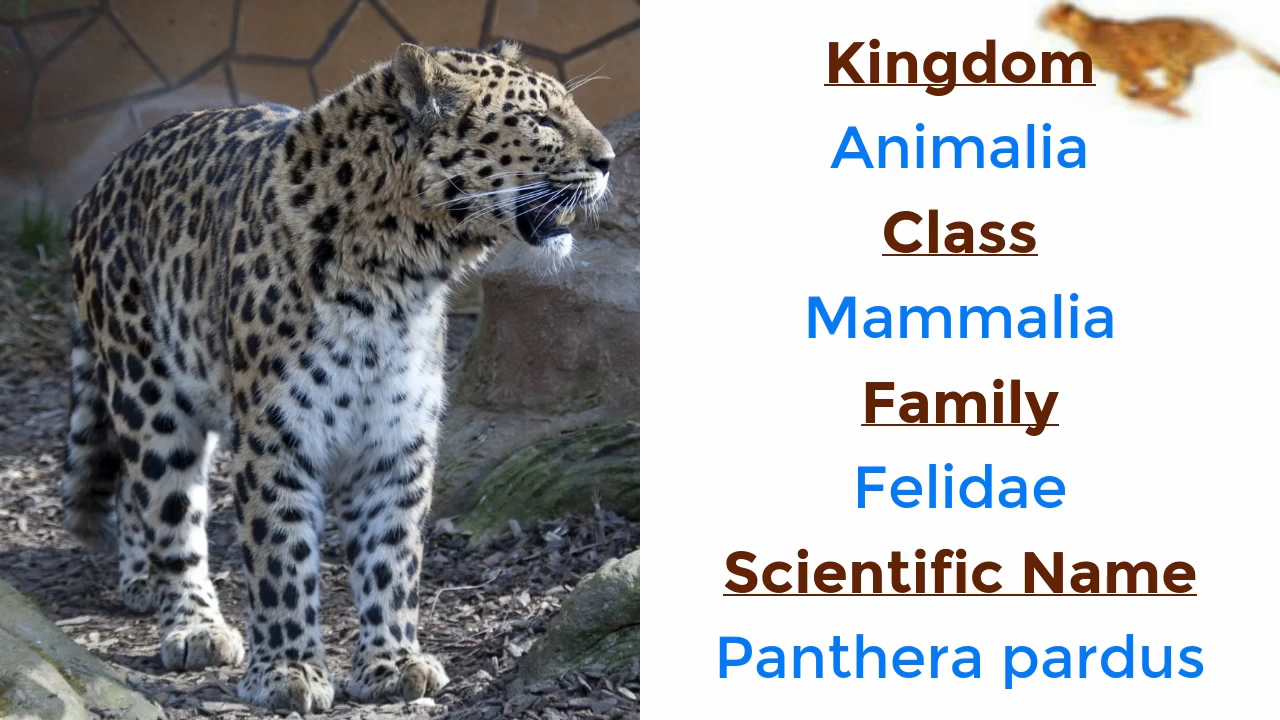 Kingdom
Animalia
Class
Mammalia
Family
Felidae
Scientific Name
Panthera pardus